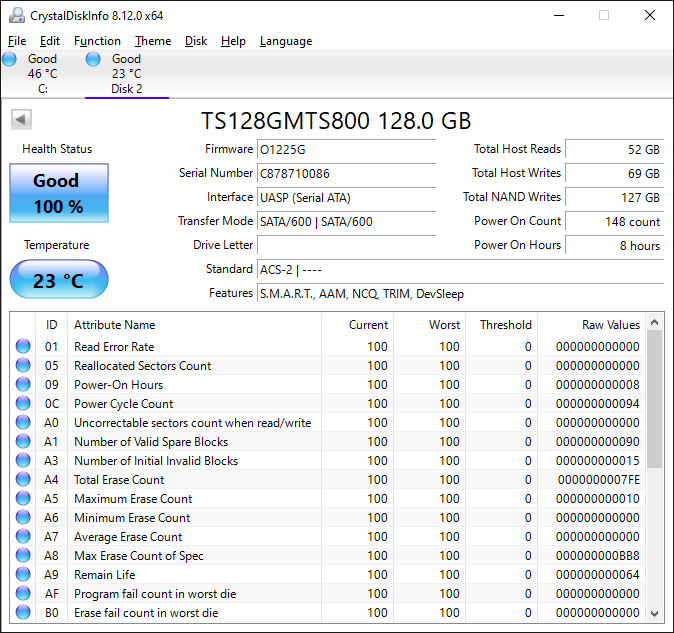 CrystalDiskInfo 8.12.0 x64
File Edit Function Theme Disk Help Language
Good Good
46 °C 23 °C
C: Disk 2
TS128GMTS800 128.0 GB
Health Status
Good
100 %
Temperature
23 °C
Firmware O1225G Total Host Reads 52 GB
Serial Number C878710086 Total Host Writes 69 GB
Interface UASP (Serial ATA) Total NAND Writes 127 GB
Transfer Mode SATA/600 | SATA/600 Power On Count 148 count
Drive Letter Power On Hours 8 hours
Standard ACS-2 | ----
Features S.M.A.R.T., AAM, NCQ, TRIM, DevSleep
ID Attribute Name Current Worst Threshold Raw Values
01 Read Error Rate 100 100 0 000000000000
05 Reallocated Sectors Count 100 100 0 000000000000
09 Power-On Hours 100 100 0 000000000008
0C Power Cycle Count 100 100 0 000000000094
A0 Uncorrectable sectors count when read/write 100 100 0 000000000000
A1 Number of Valid Spare Blocks 100 100 0 000000000090
A3 Number of Initial Invalid Blocks 100 100 0 000000000015
A4 Total Erase Count 100 100 0 0000000007FE
A5 Maximum Erase Count 100 100 0 000000000010
A6 Minimum Erase Count 100 100 0 000000000000
A7 Average Erase Count 100 100 0 000000000000
A8 Max Erase Count of Spec 100 100 0 000000000BB8
A9 Remain Life 100 100 0 000000000064
AF Program fail count in worst die 100 100 0 000000000000
B0 Erase fail count in worst die 100 100 0 000000000000